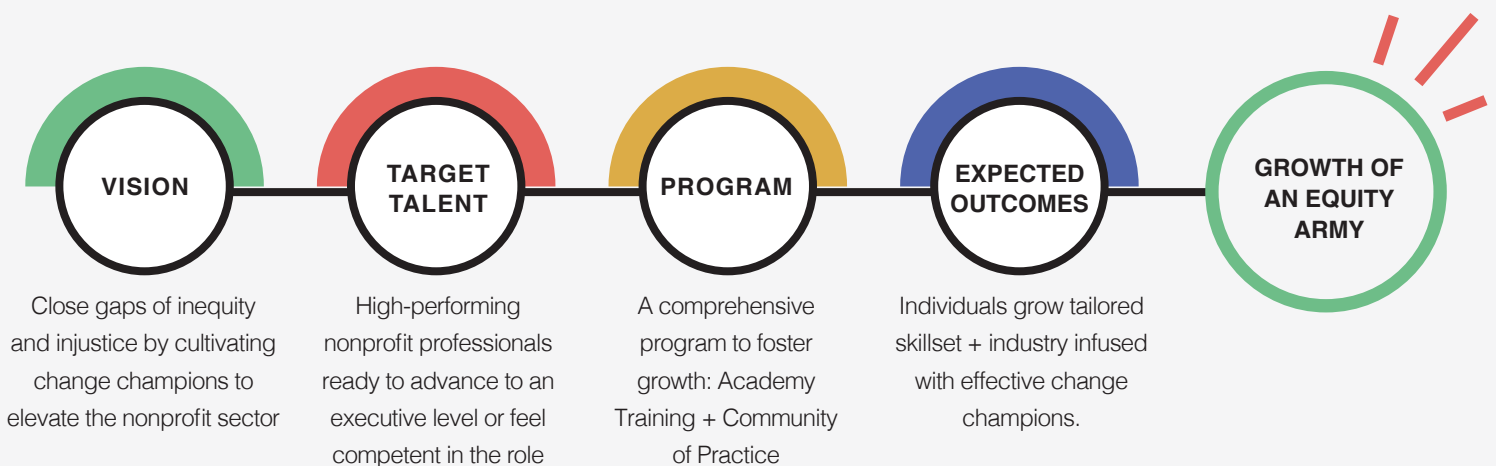 VISION
Close gaps of inequity
and injustice by cultivating
change champions to
elevate the nonprofit sector
TARGET
TALENT
High-performing
nonprofit professionals
ready to advance to an
executive level or feel
competent in the role
PROGRAM
A comprehensive
program to foster
growth: Academy
Training + Community
of Practice
EXPECTED
OUTCOMES
Individuals grow tailored
skillset + industry infused
with effective change
champions.
GROWTH OF
AN EQUITY
ARMY